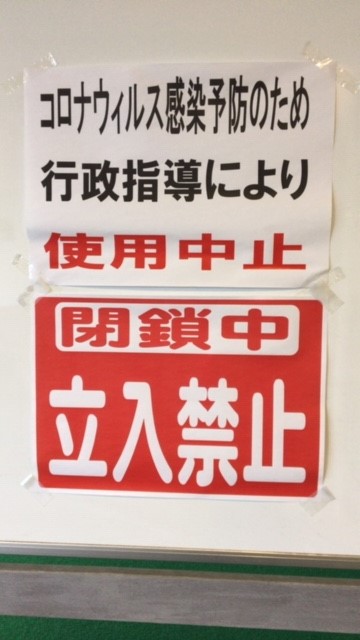 コロナウィルス感染予防のため
行政指導により
使用中止
閉鎖中
立入禁止